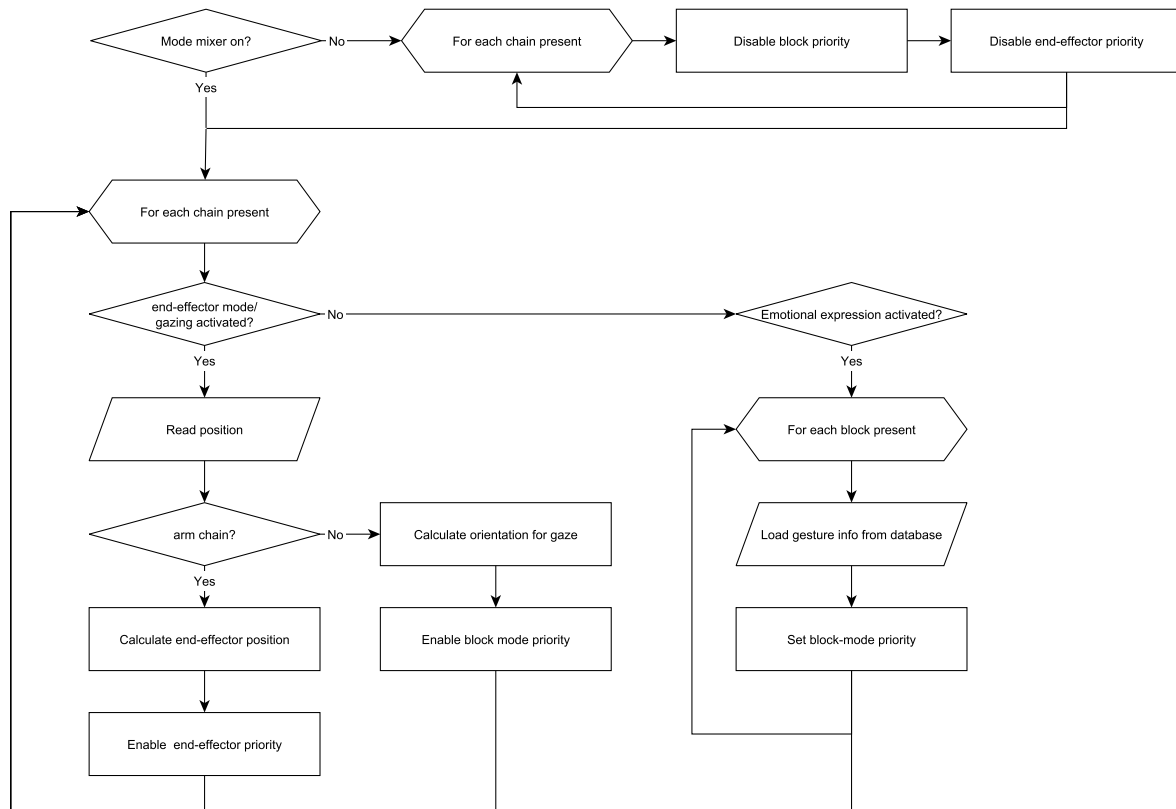 Mode mixer on?
No
For each chain present
Disable block priority
Disable end-effector priority
Yes
For each chain present
end-effector mode/
gazing activated?
No
Emotional expression activated?
Yes
Yes
Read position
For each block present
arm chain?
No
Calculate orientation for gaze
Load gesture info from database
Yes
Calculate end-effector position
Enable block mode priority
Set block-mode priority
Enable end-effector priority